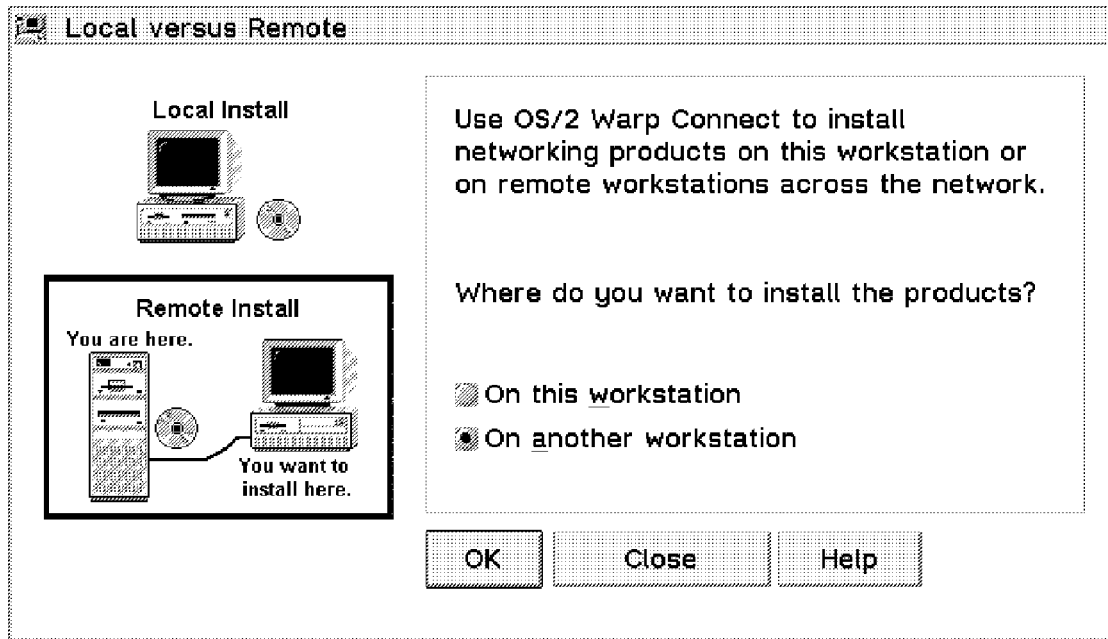 Local versus Remote
Local Install
Remote Install
You are here.
You want to
install here.
Use OS/2 Warp Connect to install
networking products on this workstation or
on remote workstations across the network.
Where do you want to install the products?
On this workstation
On another workstation
OK
Close
Help